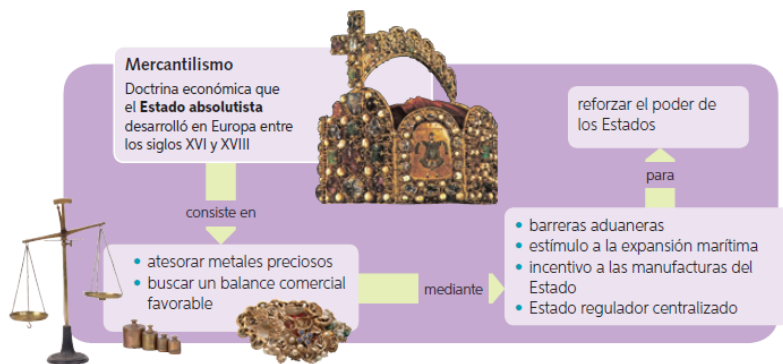 Mercantilismo
Doctrina económica que
el Estado absolutista
desarrolló en Europa entre
los siglos XVI y XVIII
consiste en
• atesorar metales preciosos
• buscar un balance comercial
favorable
mediante
• barreras aduaneras
• estímulo a la expansión marítima
• incentivo a las manufacturas del
Estado
• Estado regulador centralizado
para
reforzar el poder de
los Estados